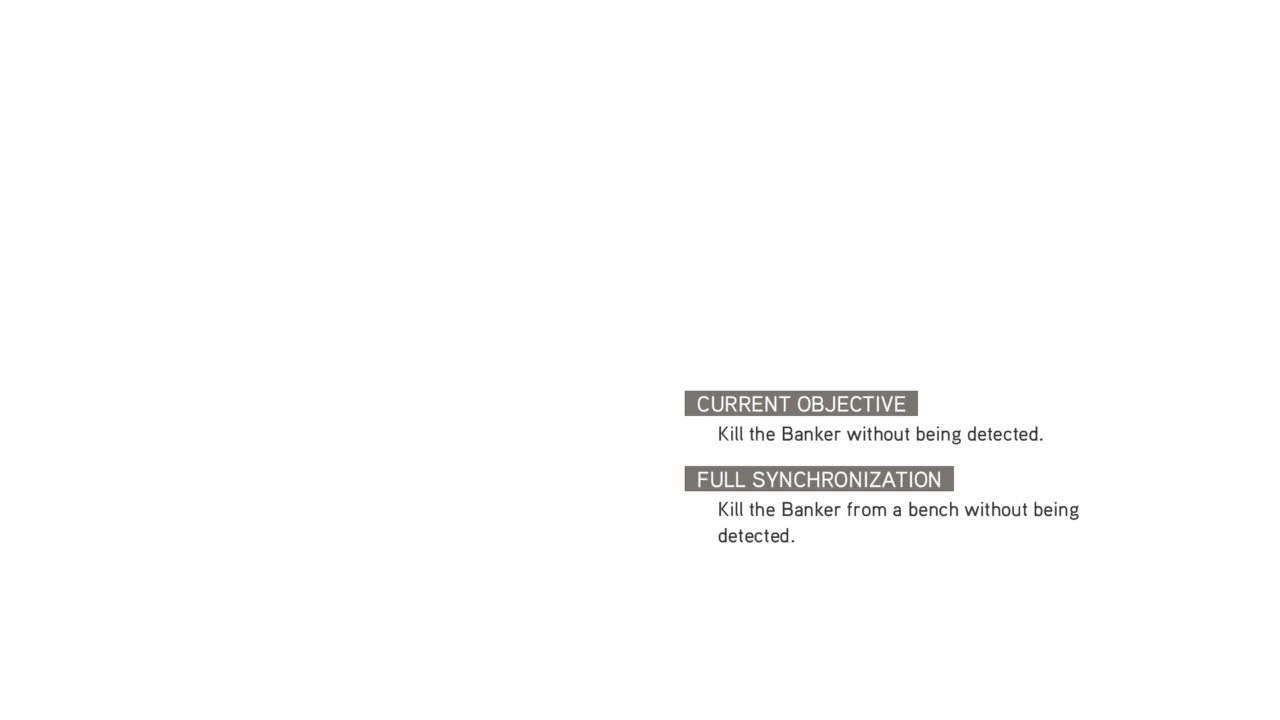 CURRENT OBJECTIVE
Kill the Banker without being detected.
FULL SYNCHRONIZATION
Kill the Banker from a bench without being
detected.